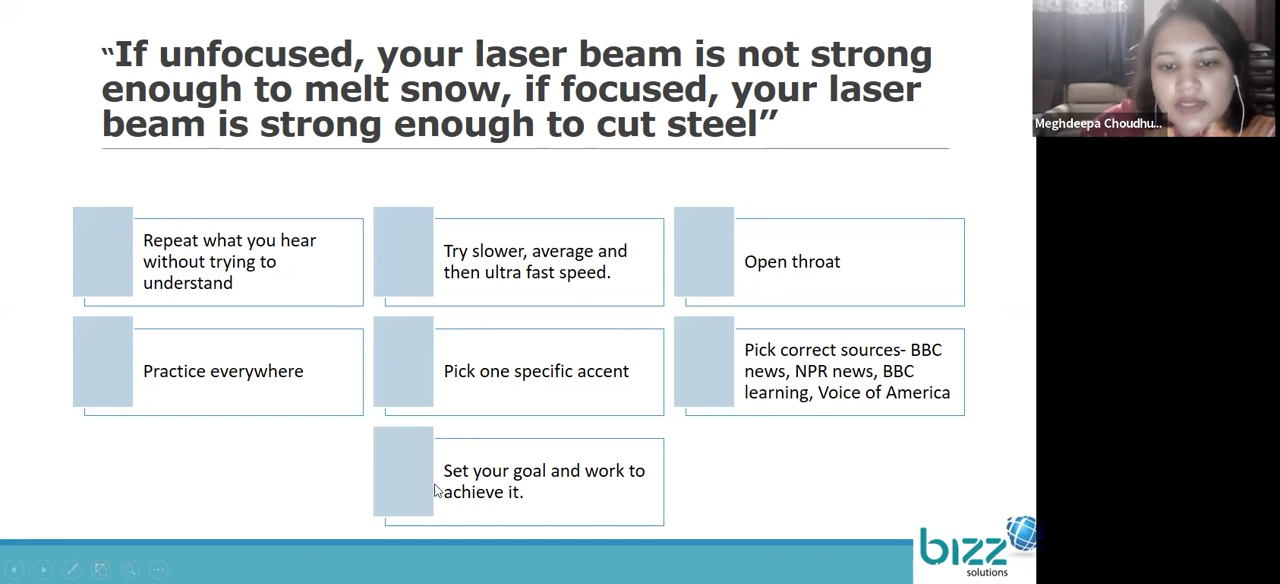 “If unfocused, your laser beam is not strong
enough to melt snow, if focused, your laser
beam is strong enough to cut steel”
Meghdeepa Choudhu...
Repeat what you hear
without trying to
understand
Try slower, average and
then ultra fast speed.
Open throat
Practice everywhere
Pick one specific accent
Pick correct sources- BBC
news, NPR news, BBC
learning, Voice of America
Set your goal and work to
achieve it.
bizz
solutions